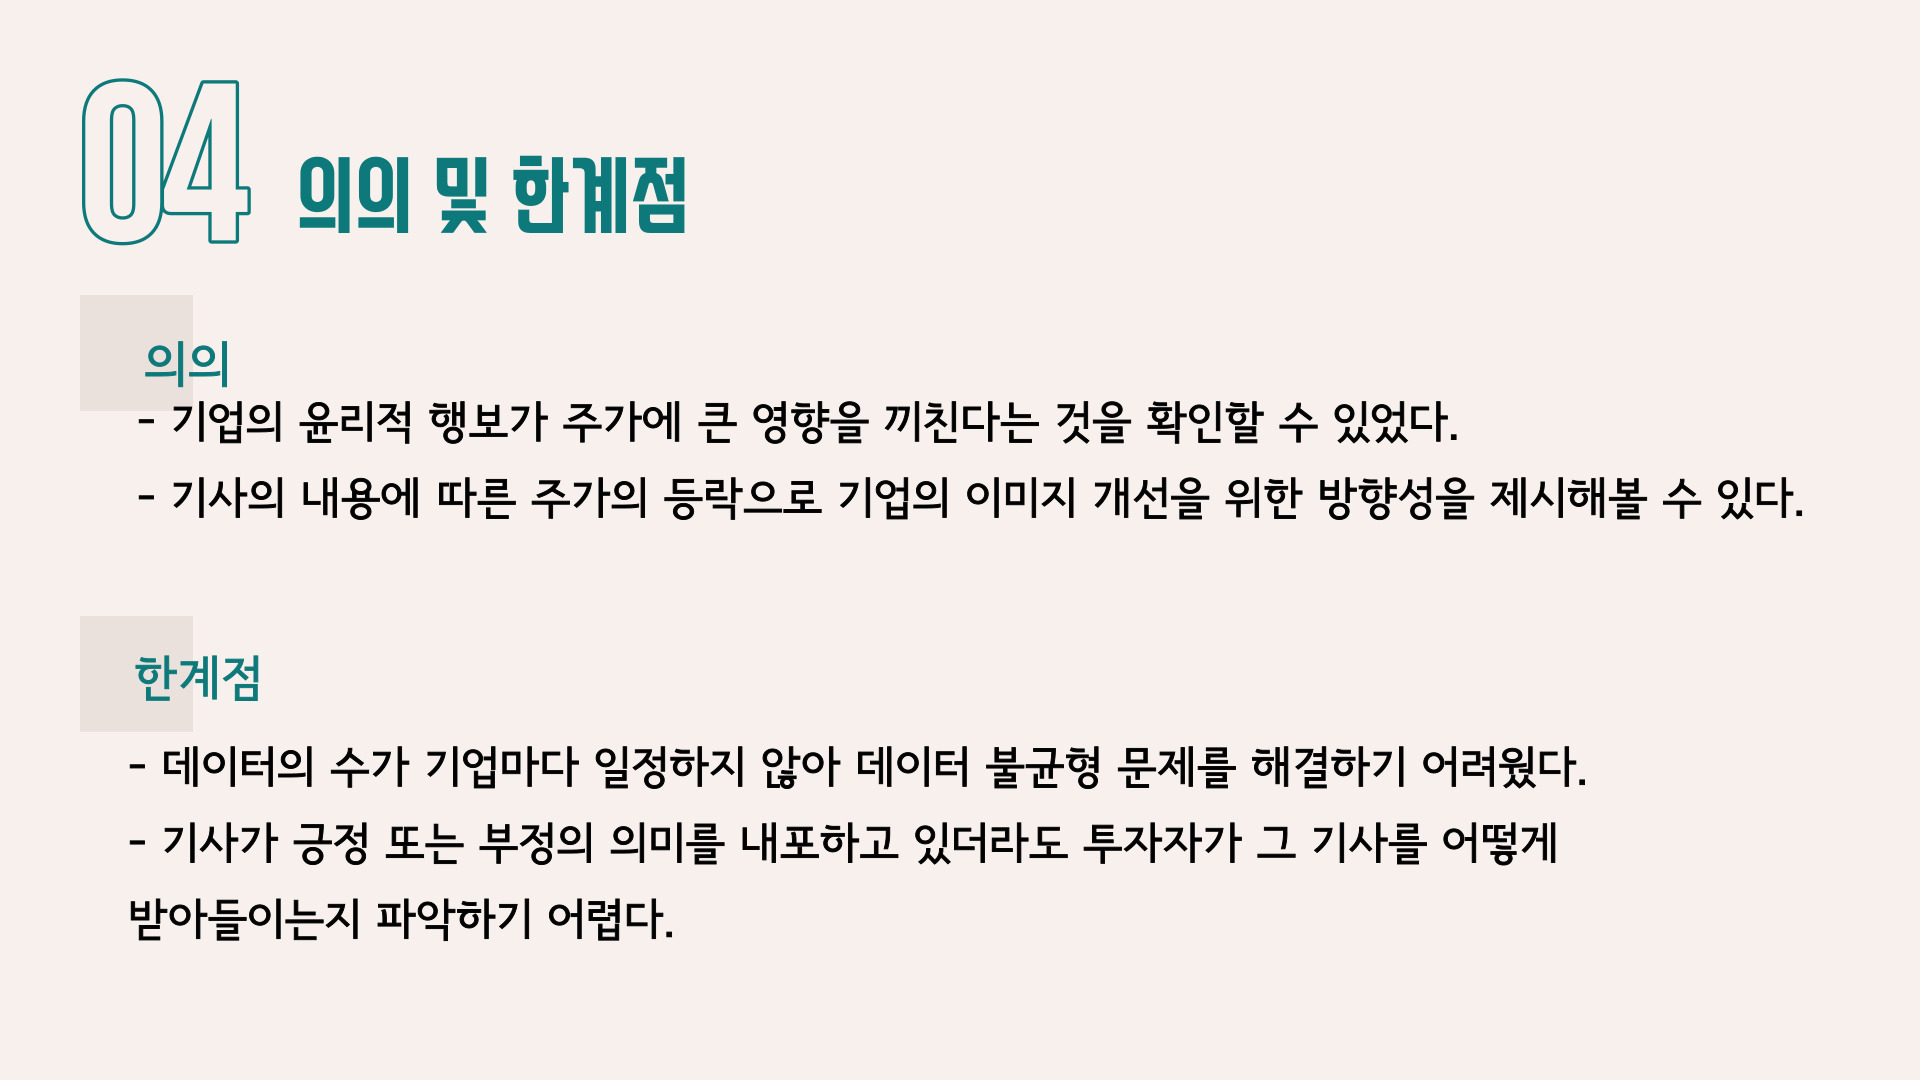 04 의의 및 한계점
의의
- 기업의 윤리적 행보가 주가에 큰 영향을 끼친다는 것을 확인할 수 있었다.
- 기사의 내용에 따른 주가의 등락으로 기업의 이미지 개선을 위한 방향성을 제시해볼 수 있다.
한계점
- 데이터의 수가 기업마다 일정하지 않아 데이터 불균형 문제를 해결하기 어려웠다.
- 기사가 긍정 또는 부정의 의미를 내포하고 있더라도 투자자가 그 기사를 어떻게
받아들이는지 파악하기 어렵다.